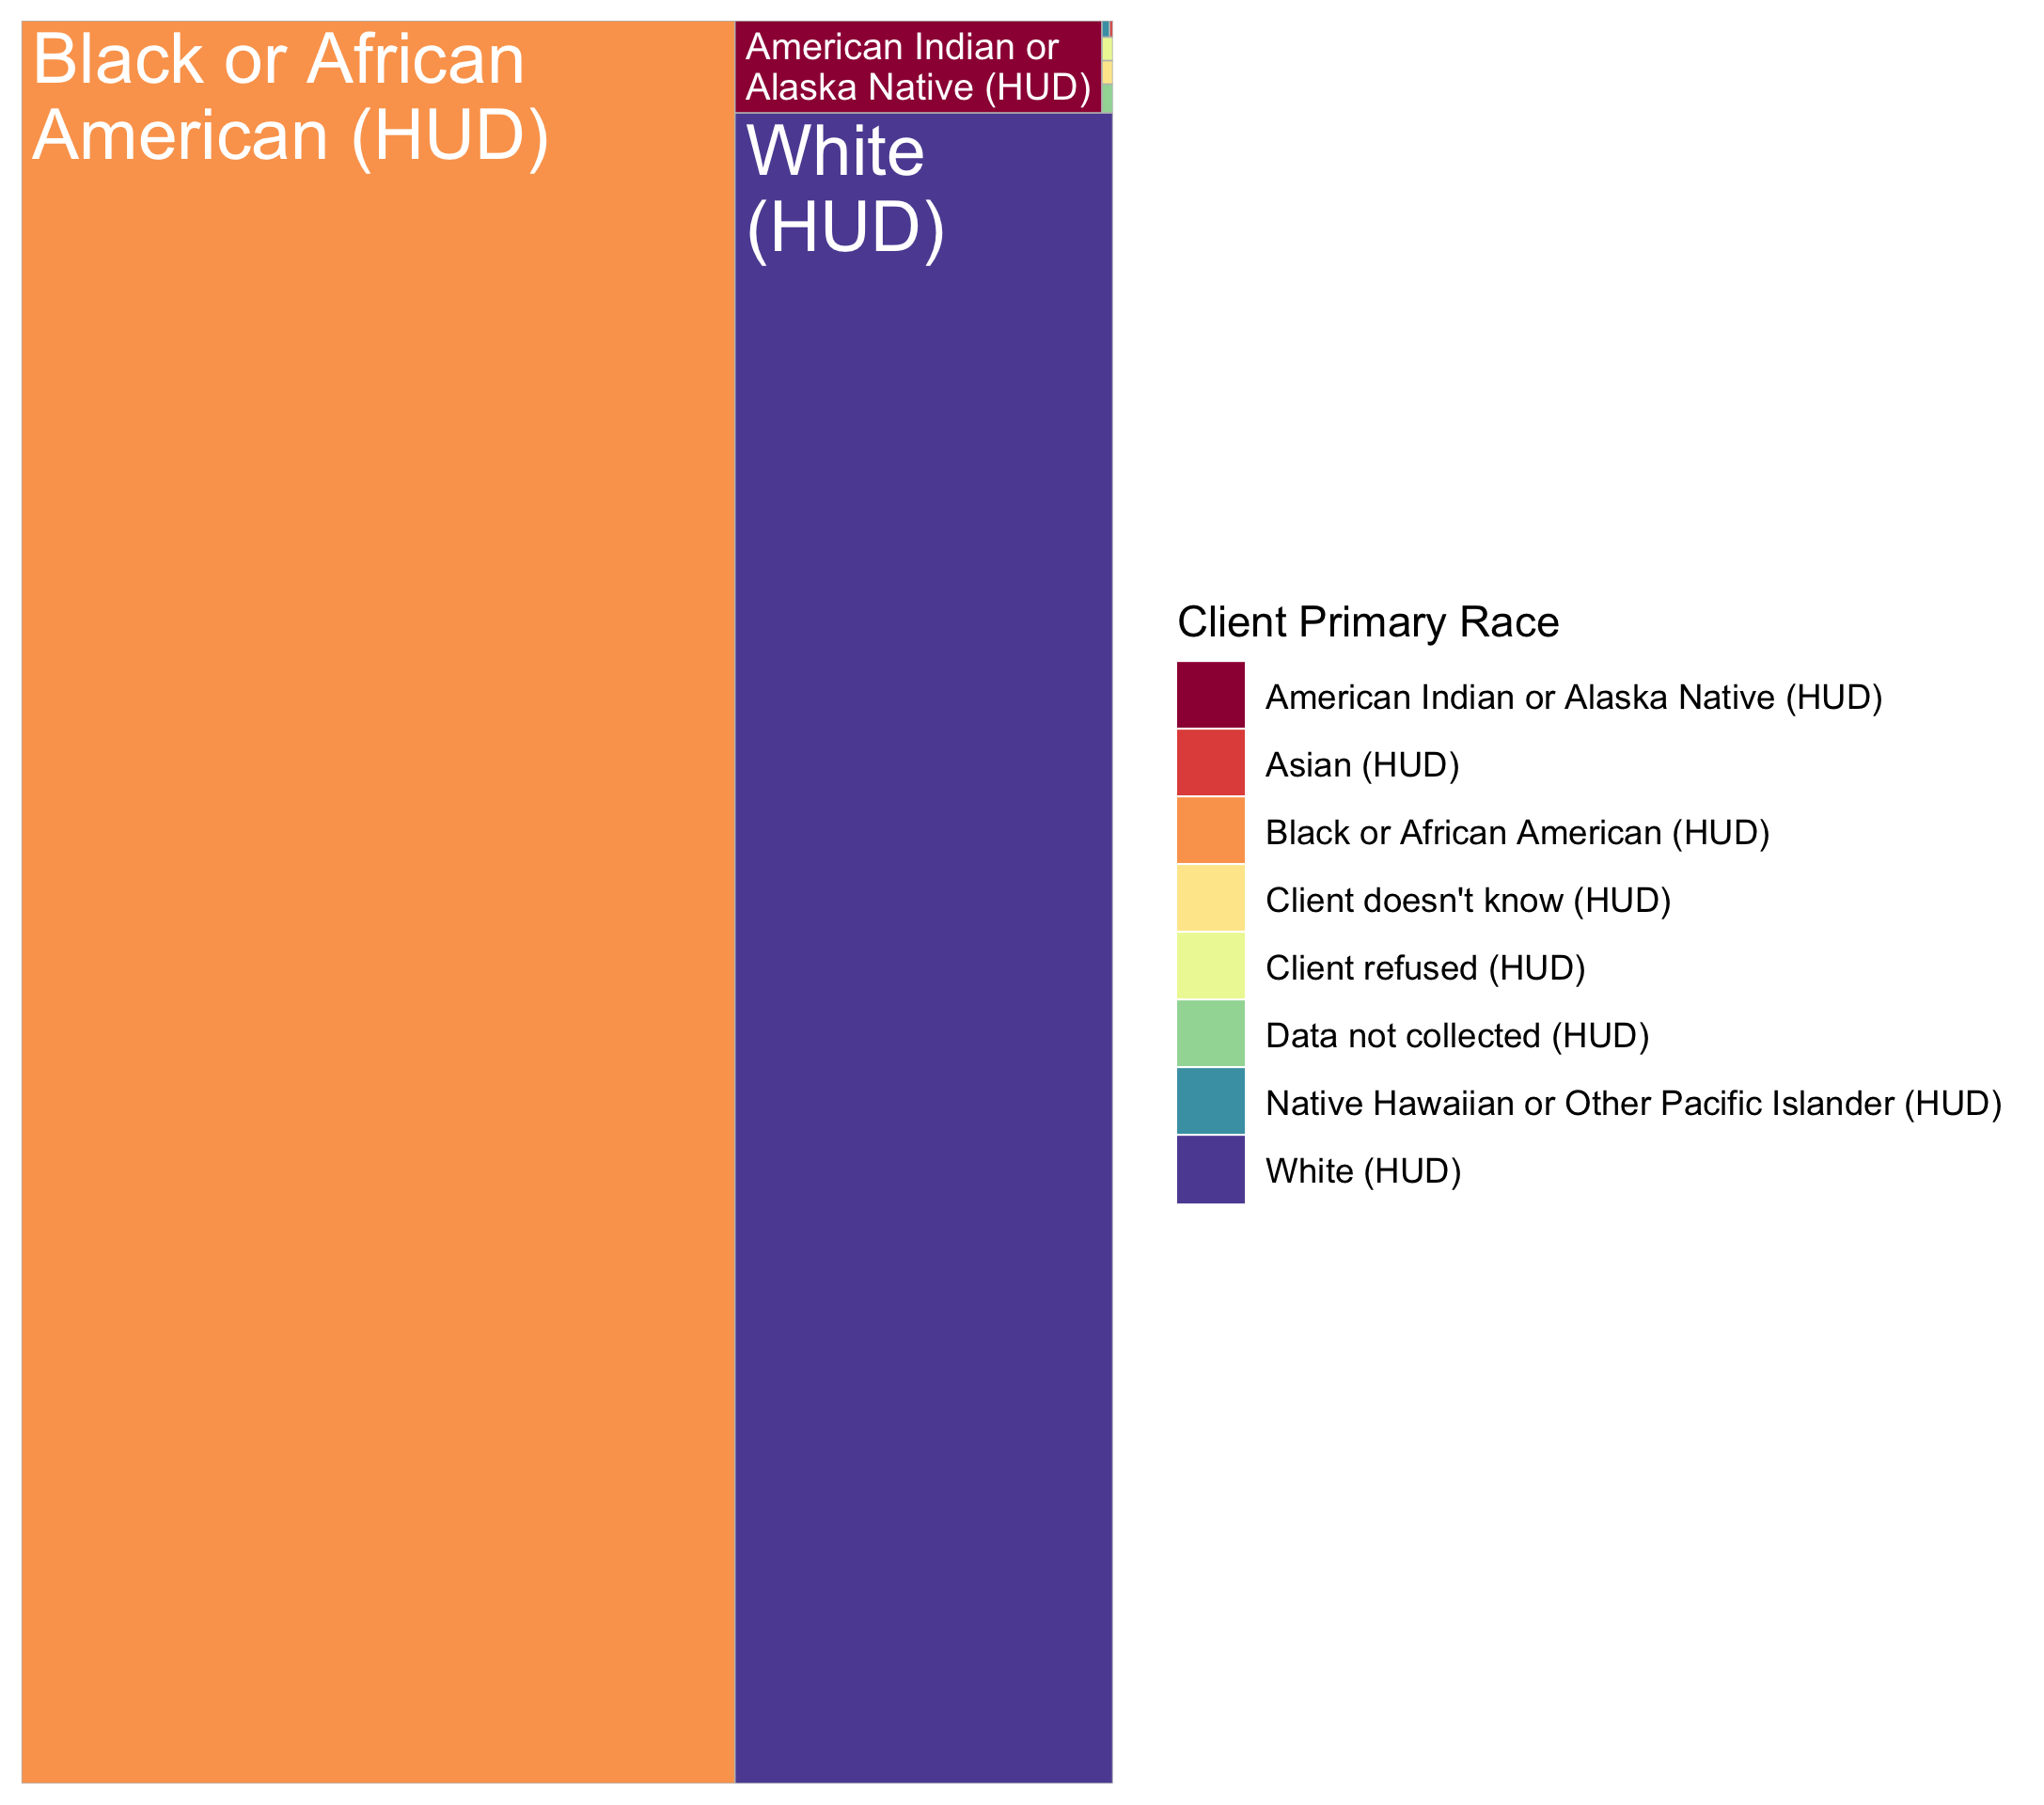 Black or African
American (HUD)
American Indian or
Alaska Native (HUD)
White
(HUD)
Client Primary Race
American Indian or Alaska Native (HUD)
Asian (HUD)
Black or African American (HUD)
Client doesn't know (HUD)
Client refused (HUD)
Data not collected (HUD)
Native Hawaiian or Other Pacific Islander (HUD)
White (HUD)